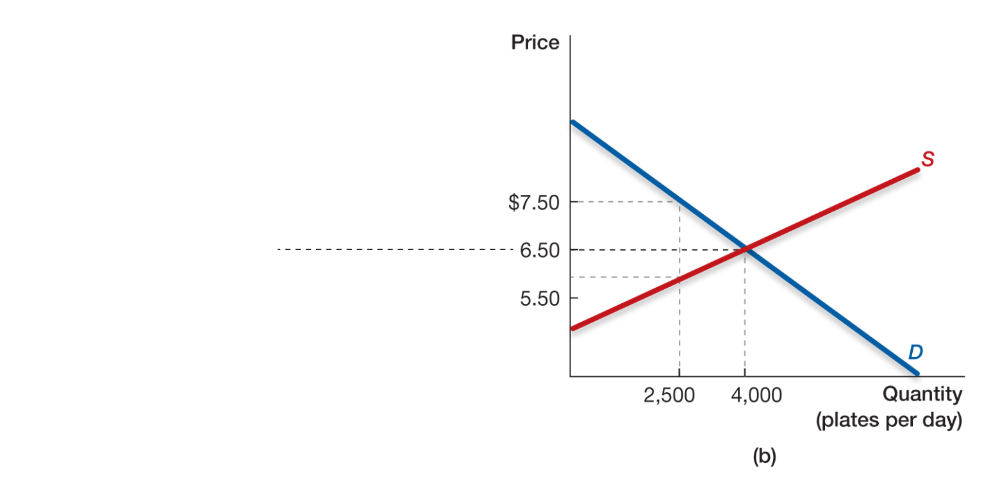 Price
S
$7.50
6.50
5.50
D
2,500 4,000 Quantity
(plates per day)
(b)